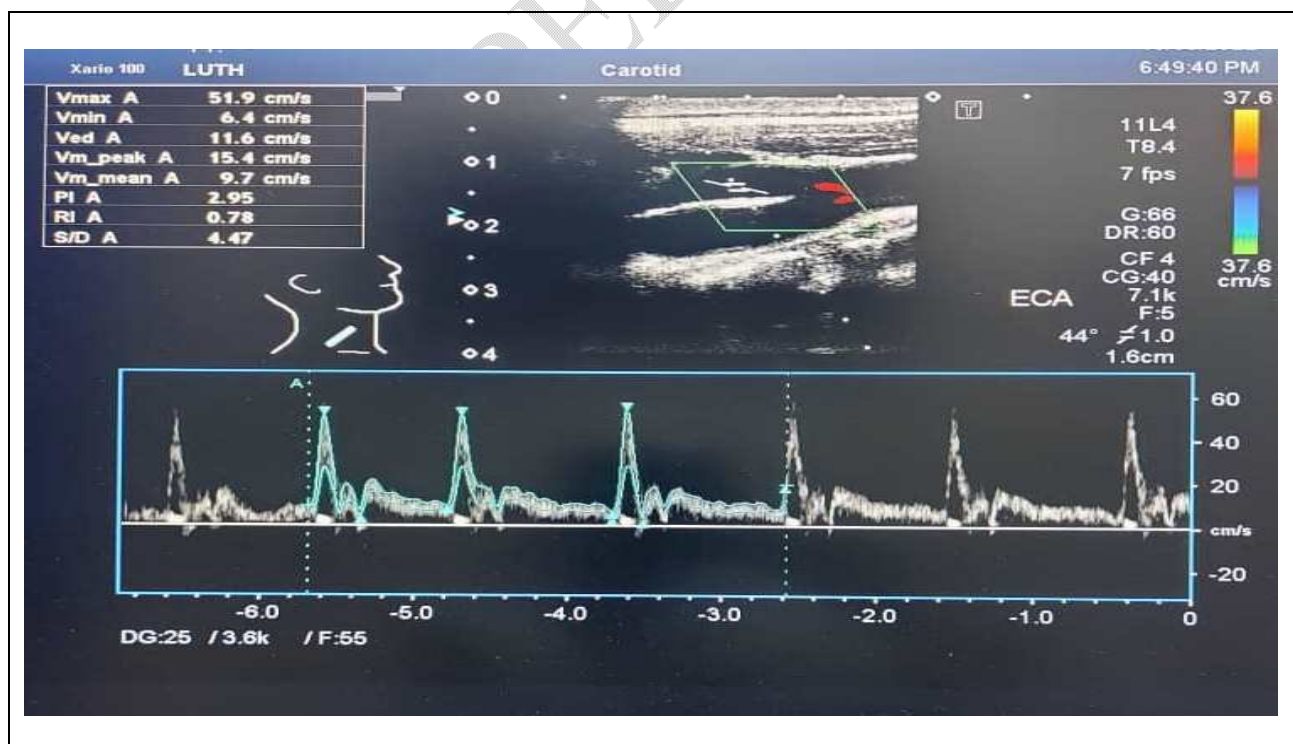 Xario 100 LUTH Carotid 6:49:40 PM
Vmax A 51.9 cm/s
Vmin A 6.4 cm/s
Ved A 11.6 cm/s
Vm_peak A 15.4 cm/s
Vm_mean A 9.7 cm/s
PI A 2.95
RI A 0.78
S/D A 4.47
0
1
2
3
4
T
11L4
T8.4
7 fps
G:66
DR:60
CF 4
CG:40
7.1k
F:5
44° 1.0
1.6cm
ECA
37.6
37.6
cm/s
A
60
40
20
cm/s
-20
-6.0 -5.0 -4.0 -3.0 -2.0 -1.0 0
DG:25 / 3.6k / F:55